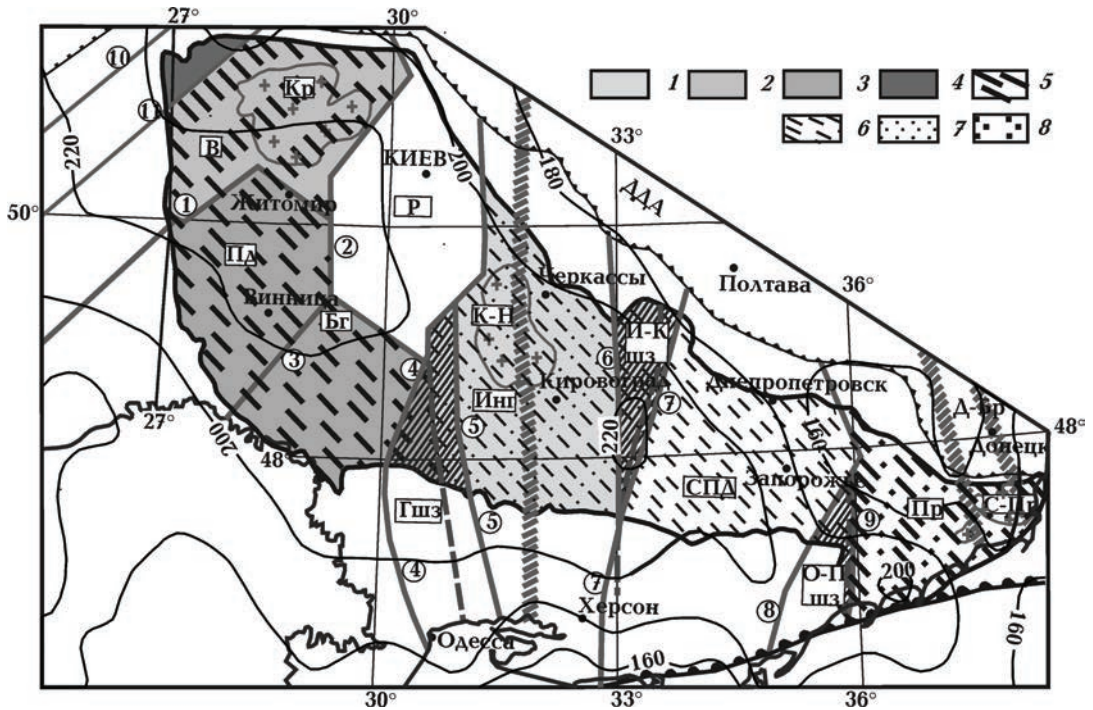 27°
30°
10
11
Кр
1
2
3
4
5
6
7
8
33°
220
В
КИЕВ
200
180
ДДА
50°
1
Житомир
Р
2
Пд
Винница
Бг
3
Черкассы
Полтава
36°
К-Н
И-К
шз
4
6
Инг
Кировоград
7
Днепропетровск
Д-Бр
Донецк
48°
27°
200
48°
5
220
160
СПД
Запорожье
Гшз
5
4
9
Пр
С-Пр
7
О-П
шз
200
8
Херсон
Одесса
160
160
30°
33°
36°